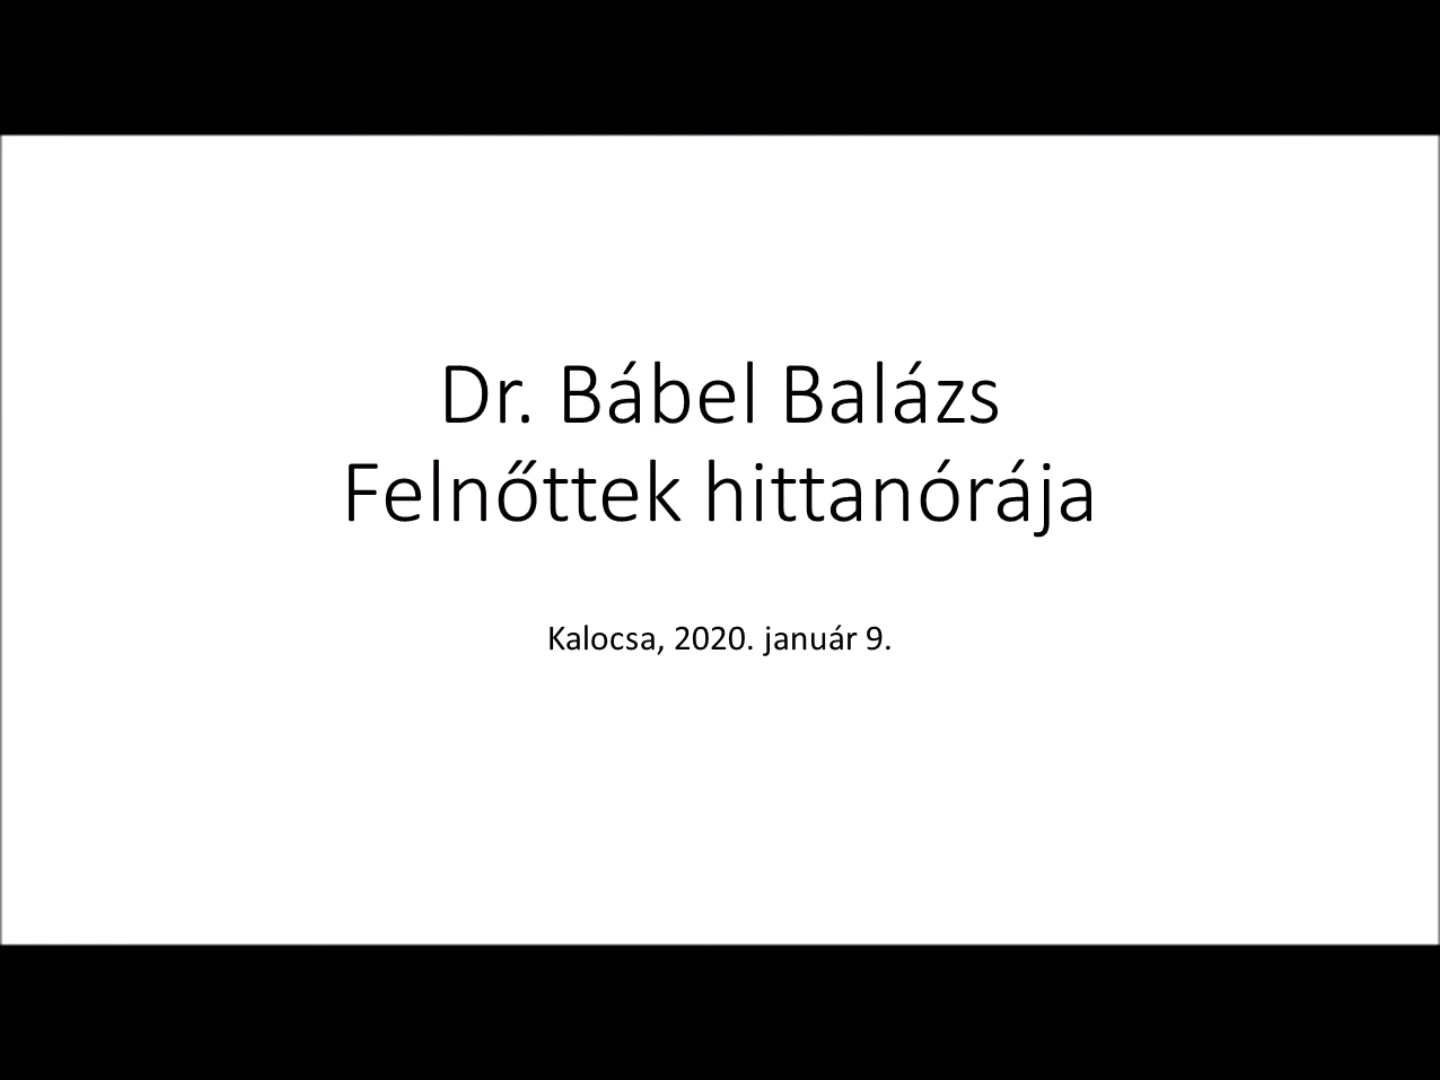 Dr. Bábel Balázs
Felnőttek hittanórája
Kalocsa, 2020. január 9.